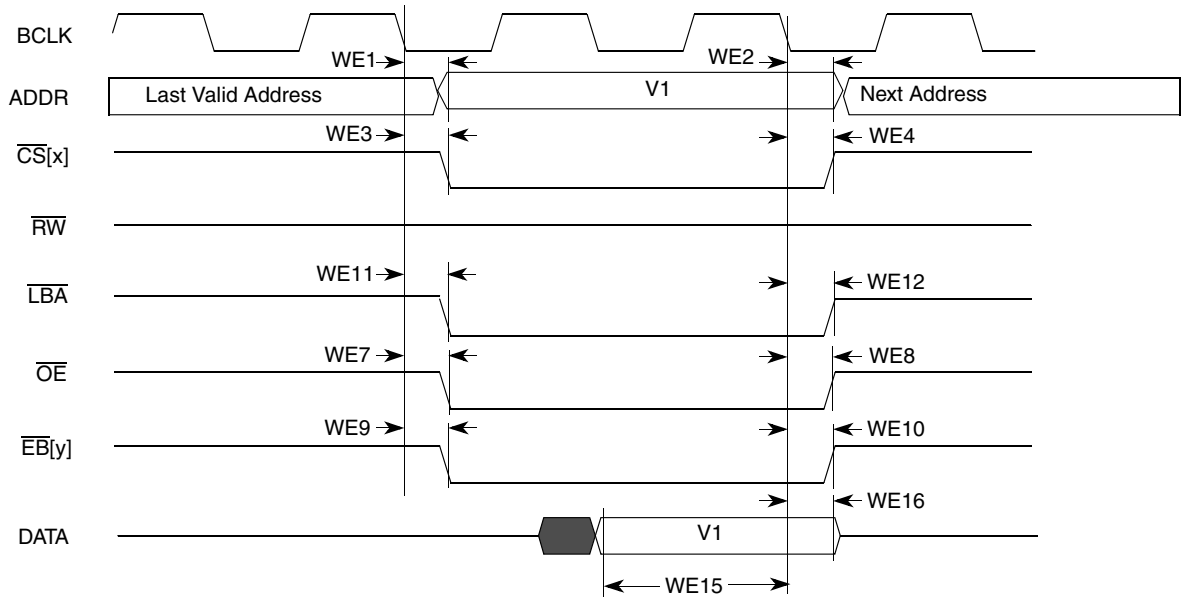 BCLK
WE1
WE2
ADDR
Last Valid Address
V1
Next Address
WE3
WE4
CS[x]
RW
WE11
WE12
LBA
WE7
WE8
OE
WE9
WE10
EB[y]
WE16
DATA
V1
WE15